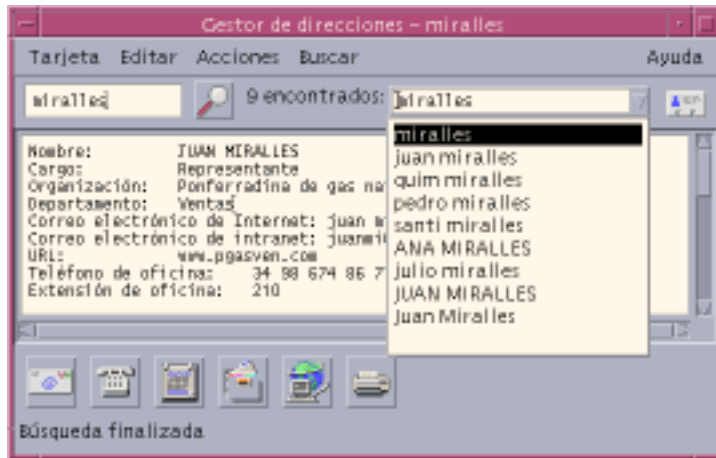 Gestor de direcciones – miralles
Tarjeta Editar Acciones Buscar Ayuda
miralles 9 encontrados: miralles
miralles
juan miralles
quim miralles
pedro miralles
santi miralles
ANA MIRALLES
Julio miralles
JUAN MIRALLES
Juan Miralles
Nombre: JUAN MIRALLES
Cargo: Representante
Organización: Ponferradina de gas
Departamento: Ventas
Correo electrónico de Internet: juan
Correo electrónico de intranet:
URL: www.pgasven.com
Teléfono de oficina: 34 98 674 86
Extensión de oficina: 210
Búsqueda finalizada